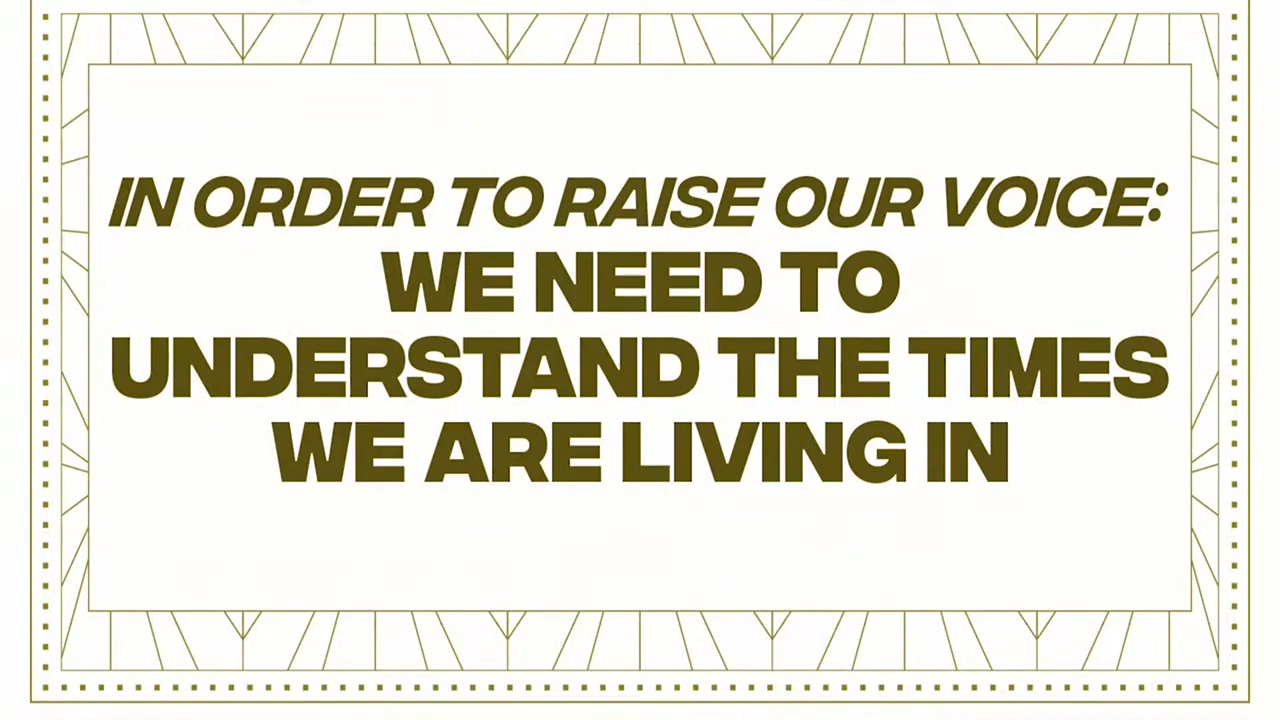 IN ORDER TO RAISE OUR VOICE:
WE NEED TO
UNDERSTAND THE TIMES
WE ARE LIVING IN